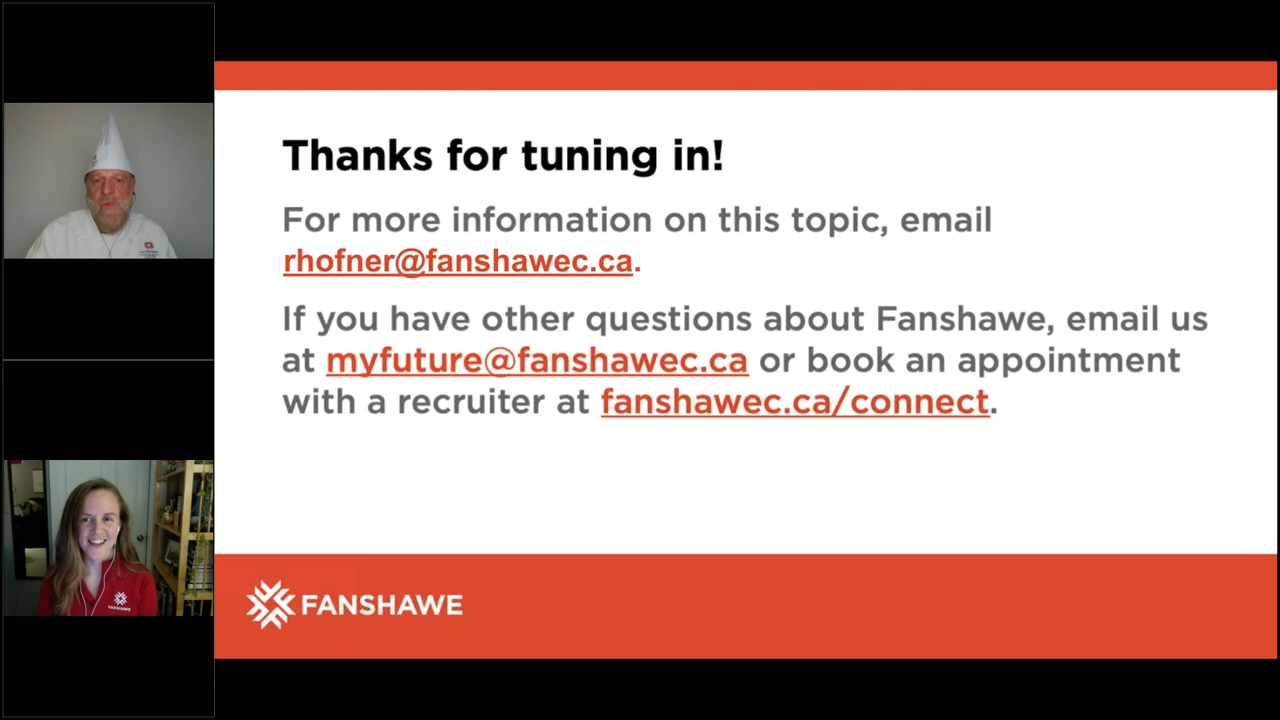 Thanks for tuning in!
For more information on this topic, email
rhofner@fanshawec.ca.
If you have other questions about Fanshawe, email us
at myfuture@fanshawec.ca or book an appointment
with a recruiter at fanshawec.ca/connect.
FANSHAWE
FANSHAWE